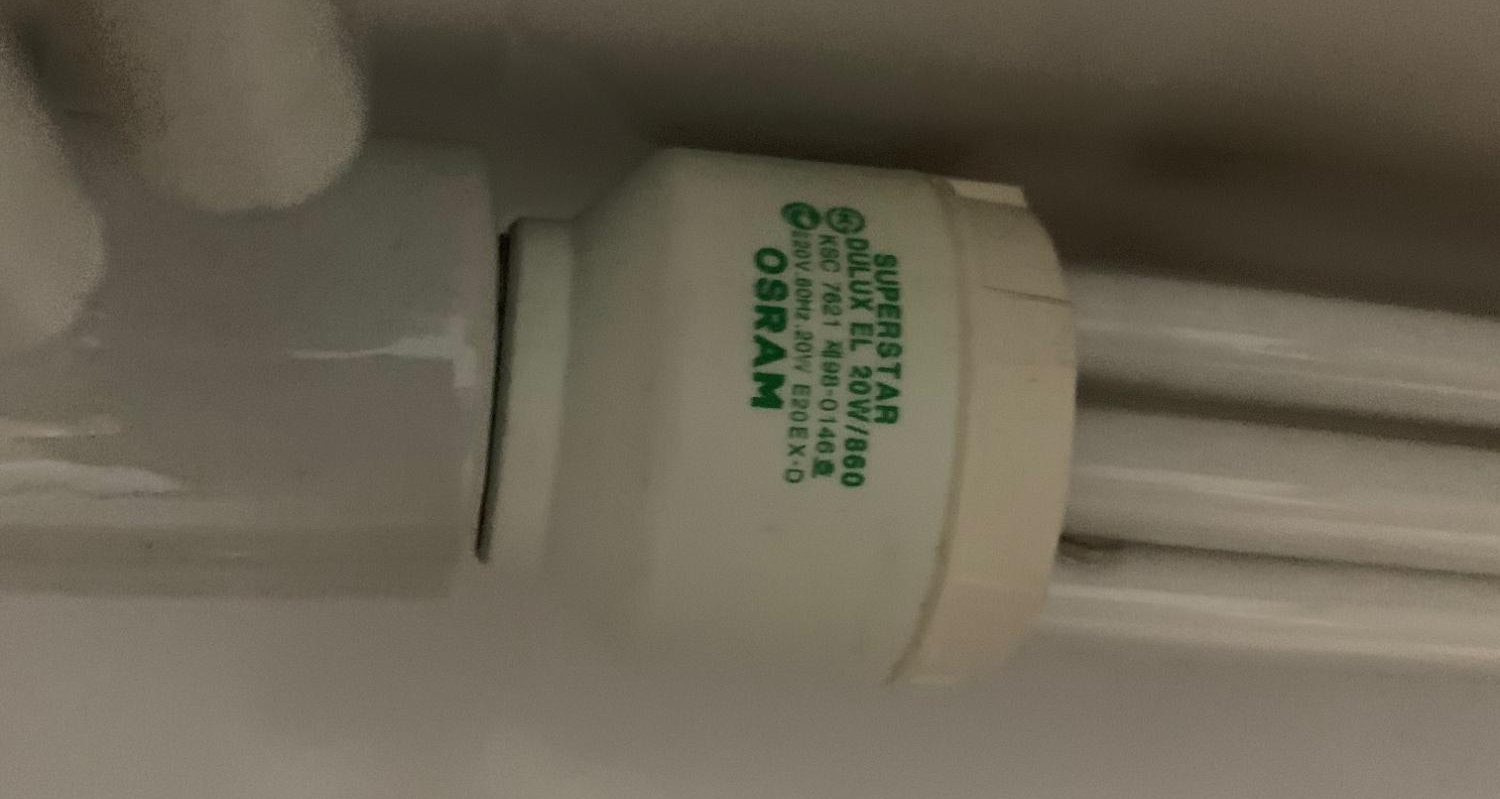 SUPERSTAR
DULUX EL 20W/860
KSC 7621 제98-0146호
220V 60Hz, 20W E20EX-D
OSRAM